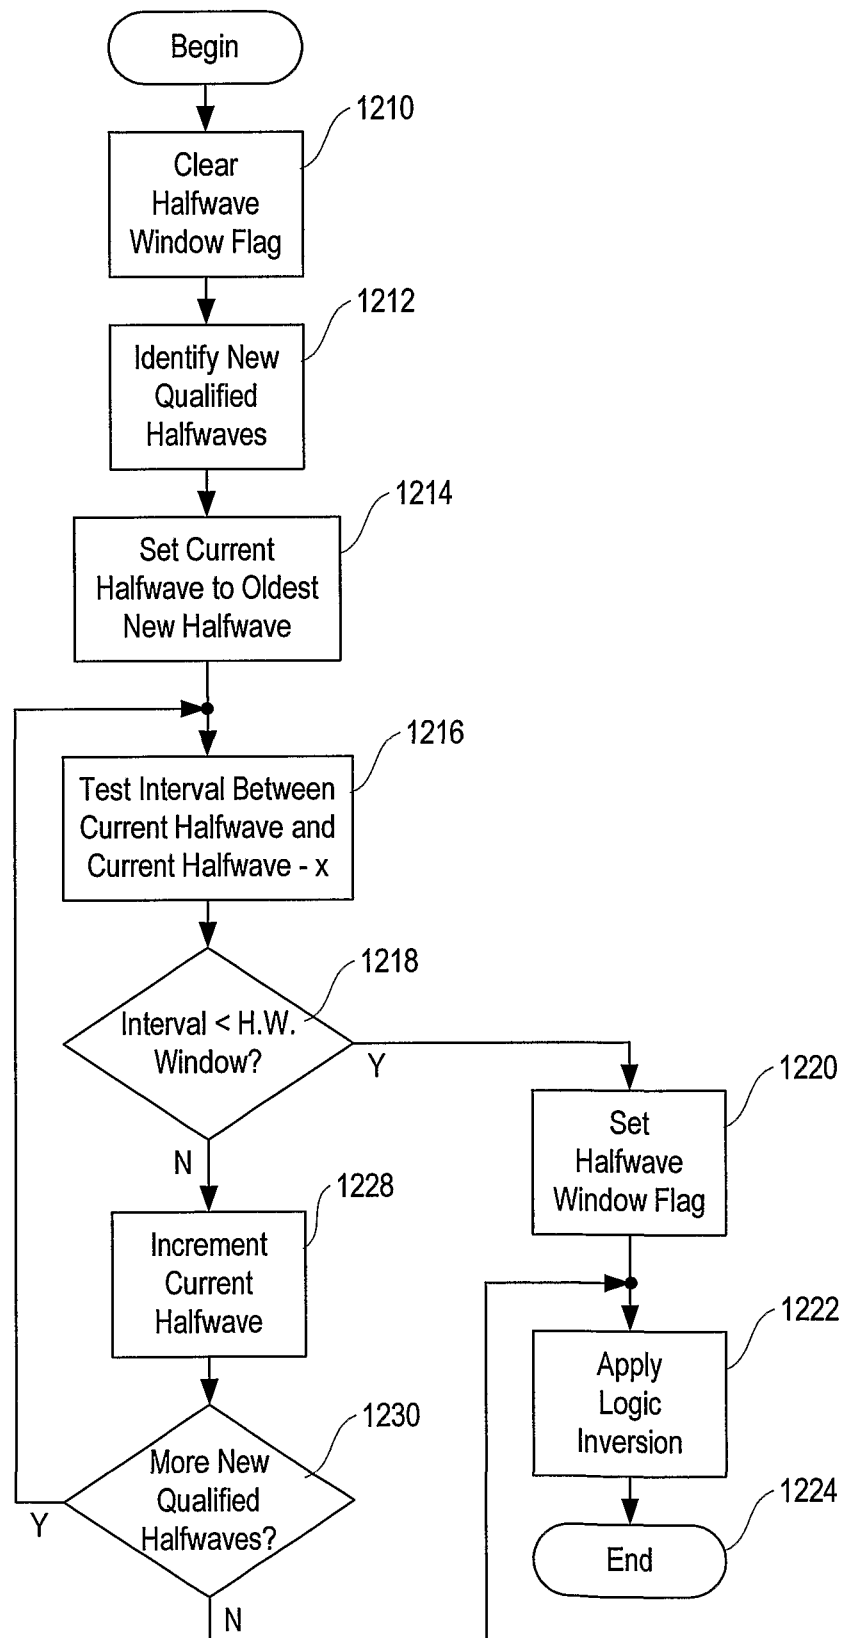 Begin
1210
Clear
Halfwave
Window Flag
1212
Identify New
Qualified
Halfwaves
1214
Set Current
Halfwave to Oldest
New Halfwave
1216
Test Interval Between
Current Halfwave and
Current Halfwave - x
1218
Interval < H.W.
Window?
Y
N
1220
Set
Halfwave
Window Flag
1228
Increment
Current
Halfwave
1222
Apply
Logic
Inversion
1230
More New
Qualified
Halfwaves?
Y
N
1224
End